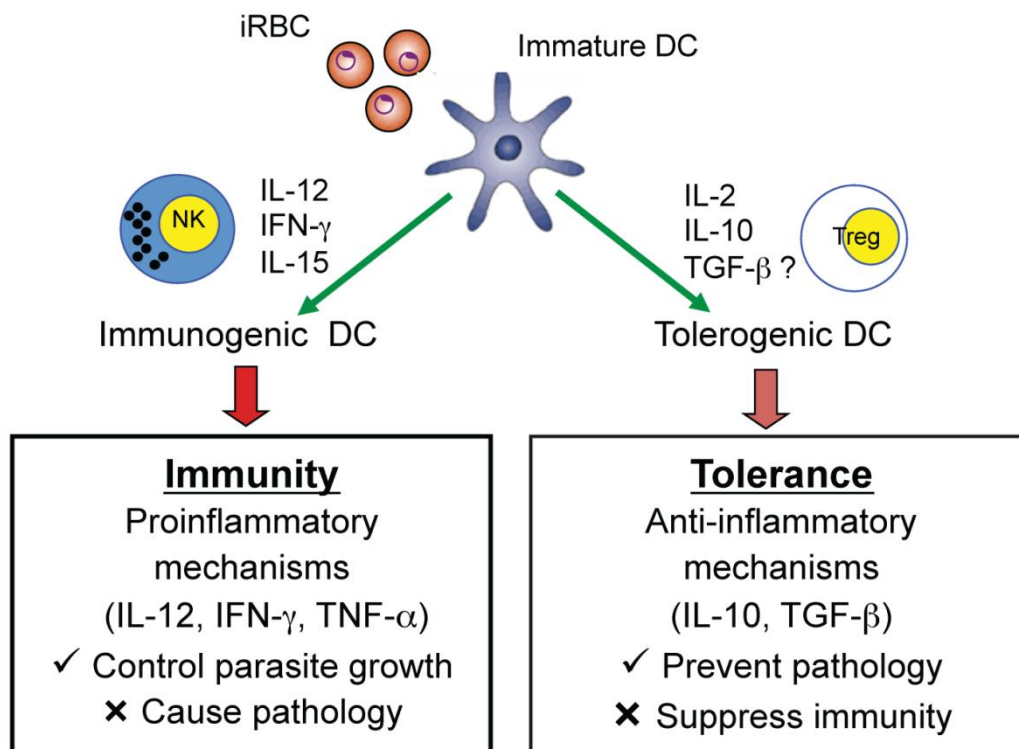 iRBC
Immature DC
NK
IL-12
IFN-γ
IL-15
IL-2
IL-10
TGF-β ?
Treg
Immunogenic DC
Tolerogenic DC
Immunity
Proinflammatory
mechanisms
(IL-12, IFN-γ, TNF-α)
✓ Control parasite growth
✗ Cause pathology
Tolerance
Anti-inflammatory
mechanisms
(IL-10, TGF-β)
✓ Prevent pathology
✗ Suppress immunity